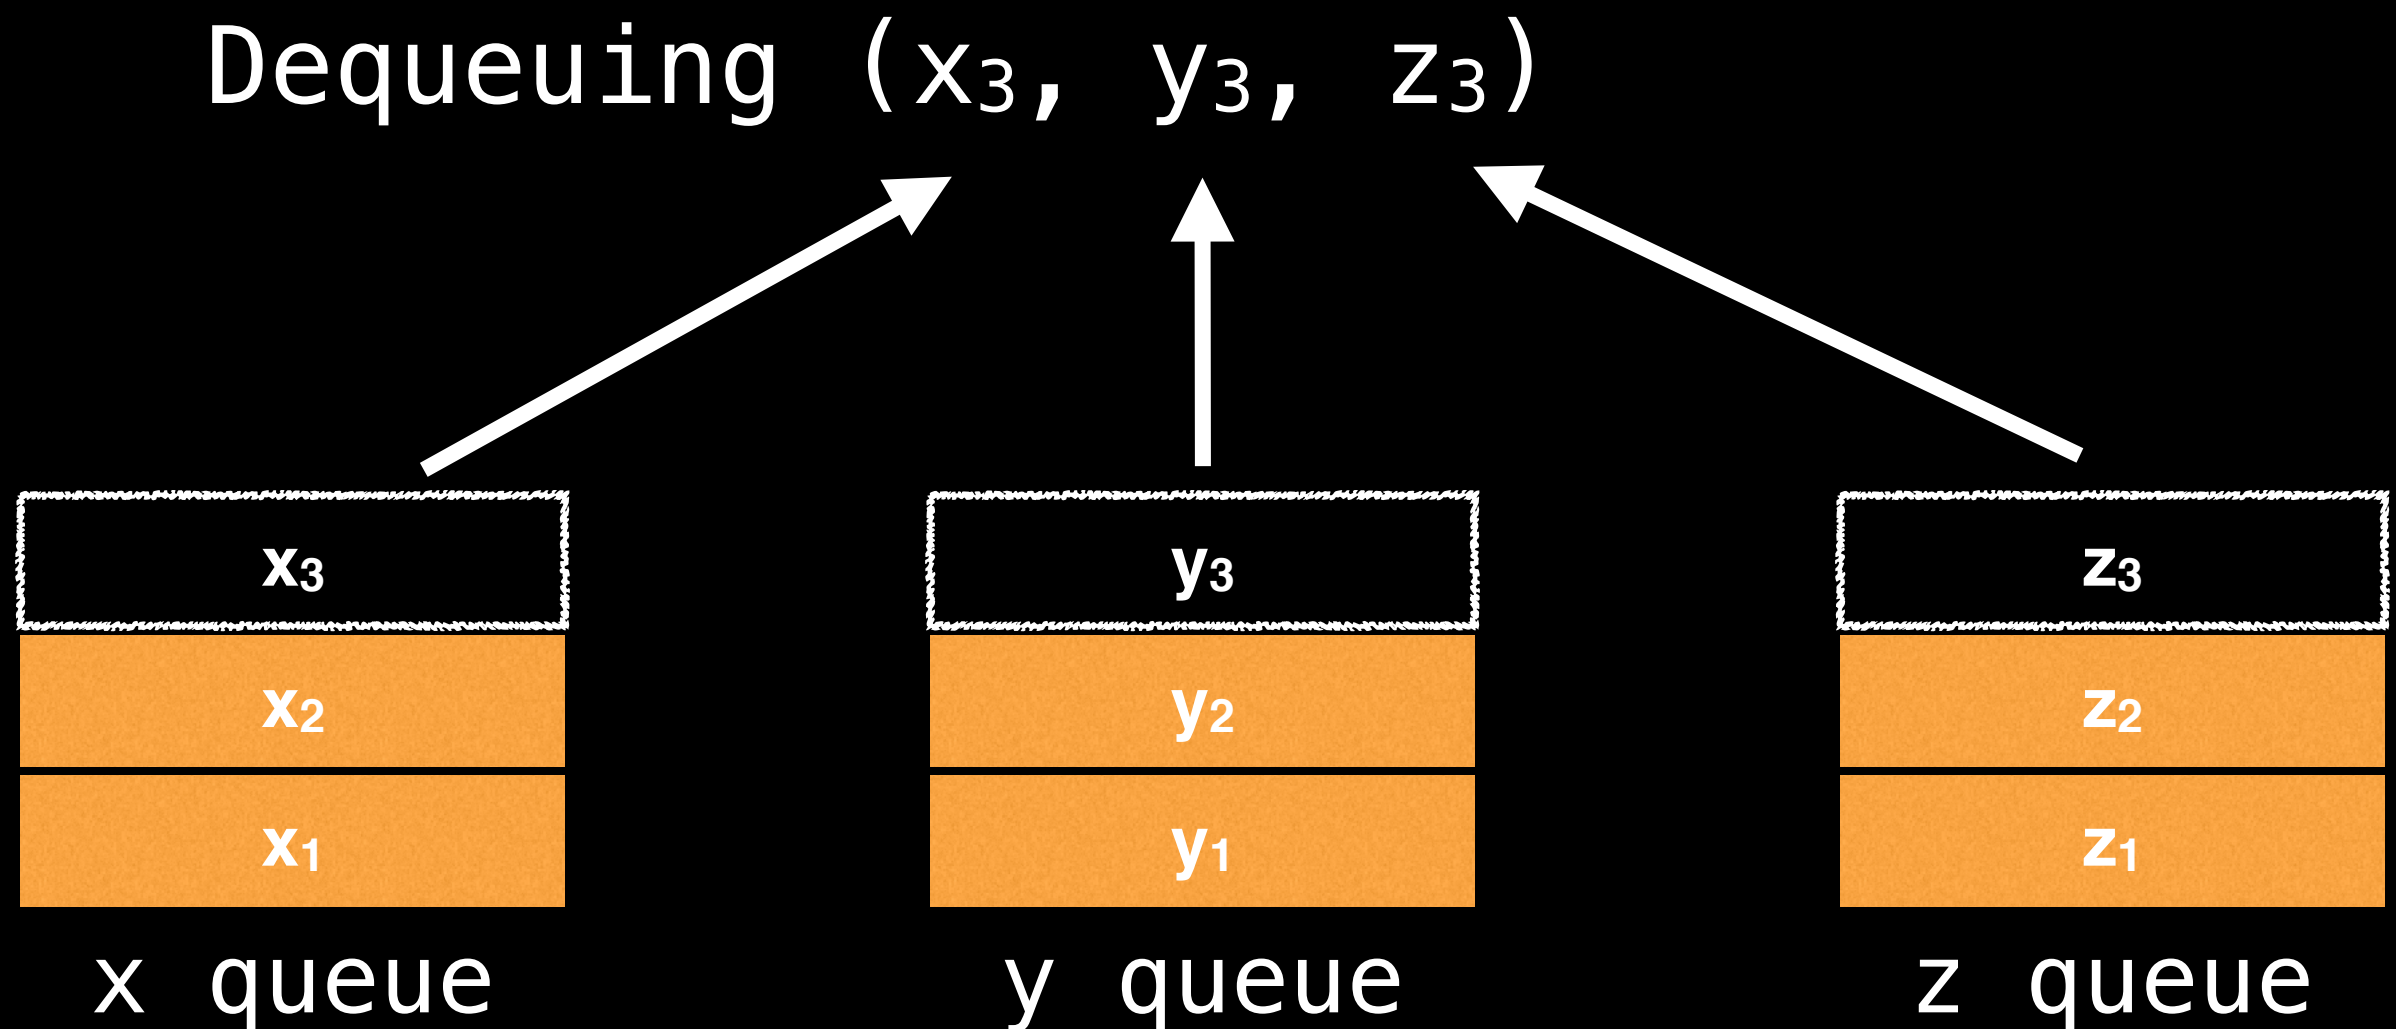 Dequeuing (x₃, y₃, z₃)
x₃ y₃ z₃
x₂ y₂ z₂
x₁ y₁ z₁
x queue y queue z queue